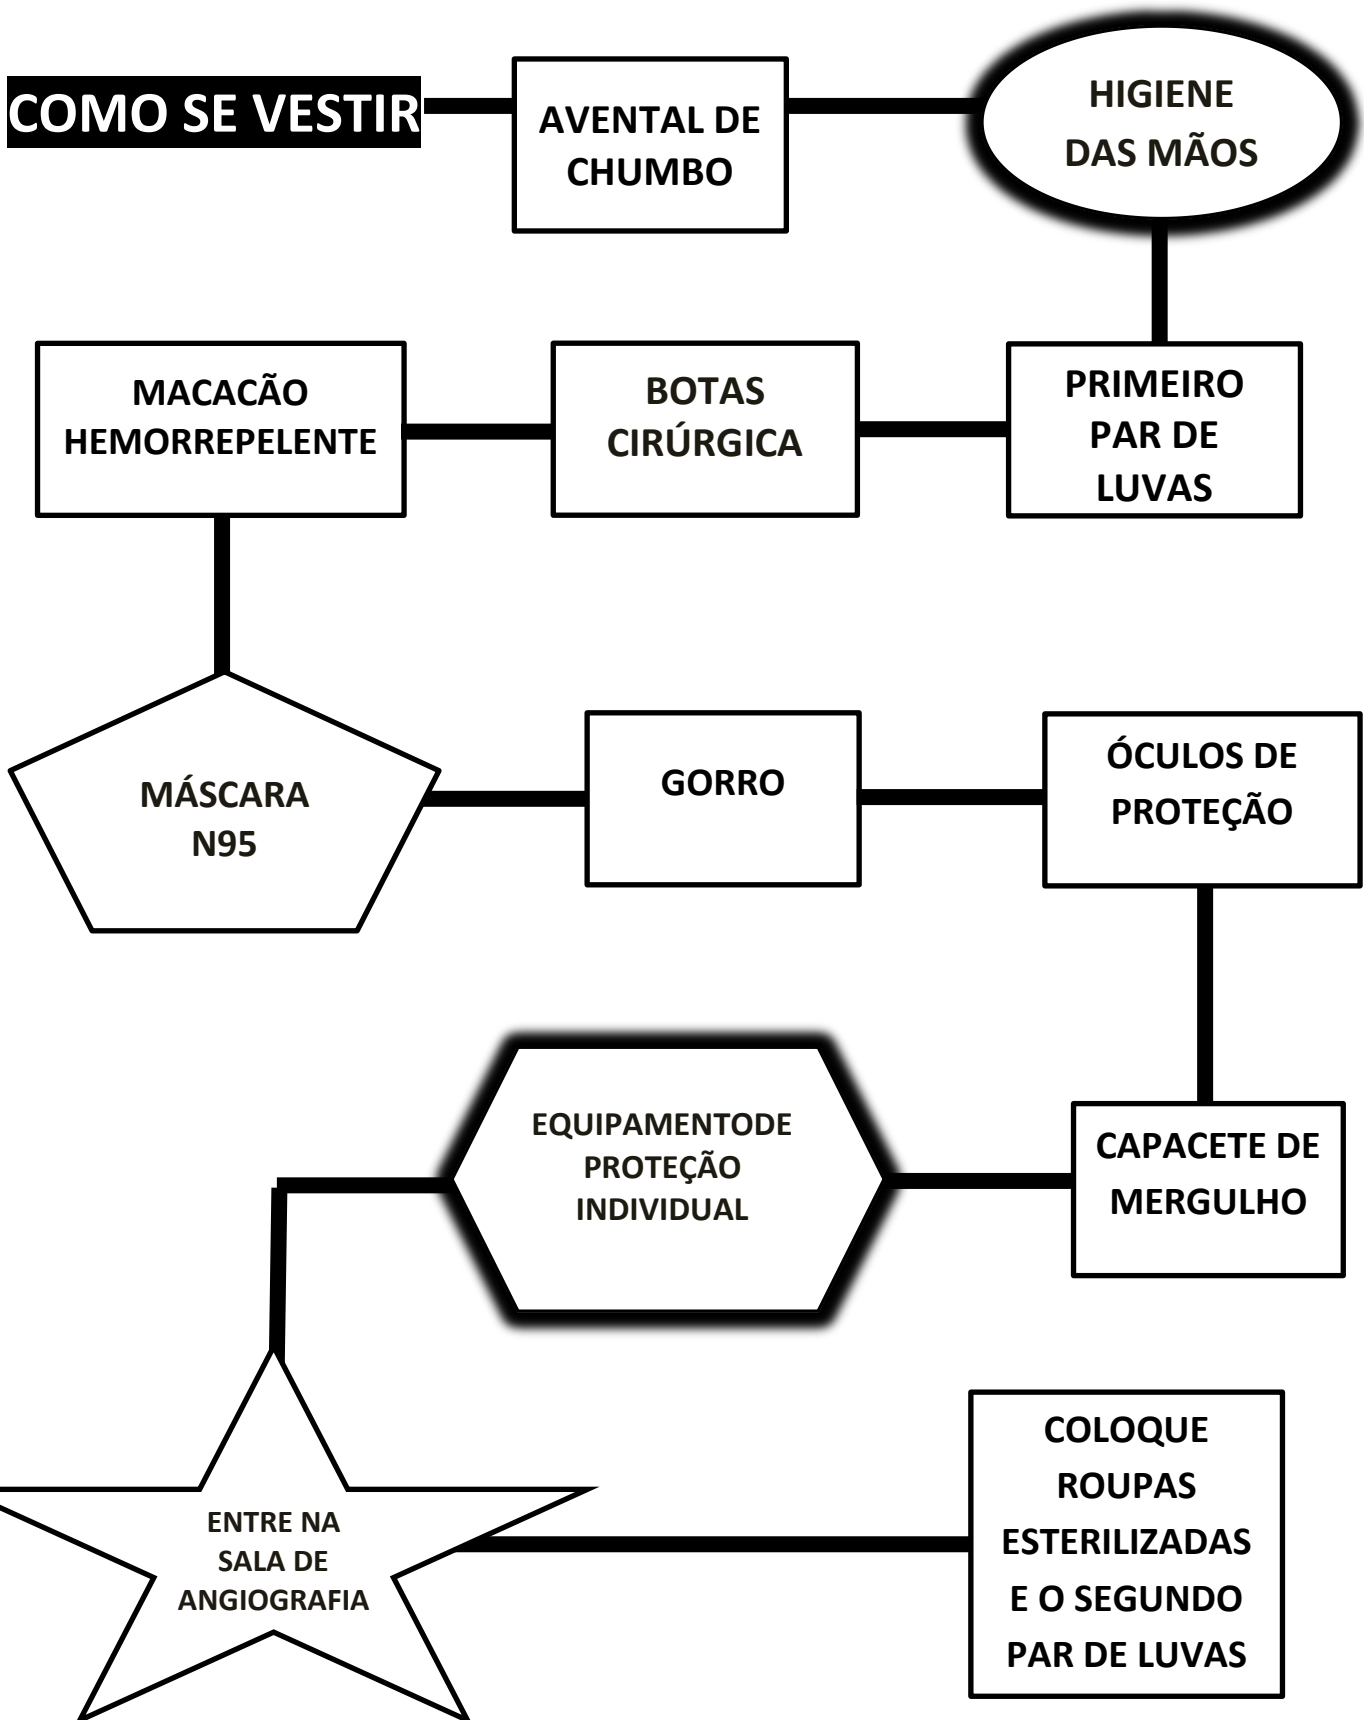 COMO SE VESTIR
AVENTAL DE
CHUMBO
HIGIENE
DAS MÃOS
PRIMEIRO
PAR DE
LUVAS
BOTAS
CIRÚRGICA
MACACÃO
HEMORREPELENTE
MÁSCARA
N95
GORRO
ÓCULOS DE
PROTEÇÃO
CAPACETE DE
MERGULHO
EQUIPAMENTODE
PROTEÇÃO
INDIVIDUAL
ENTRE NA
SALA DE
ANGIOGRAFIA
COLOQUE
ROUPAS
ESTERILIZADAS
E O SEGUNDO
PAR DE LUVAS